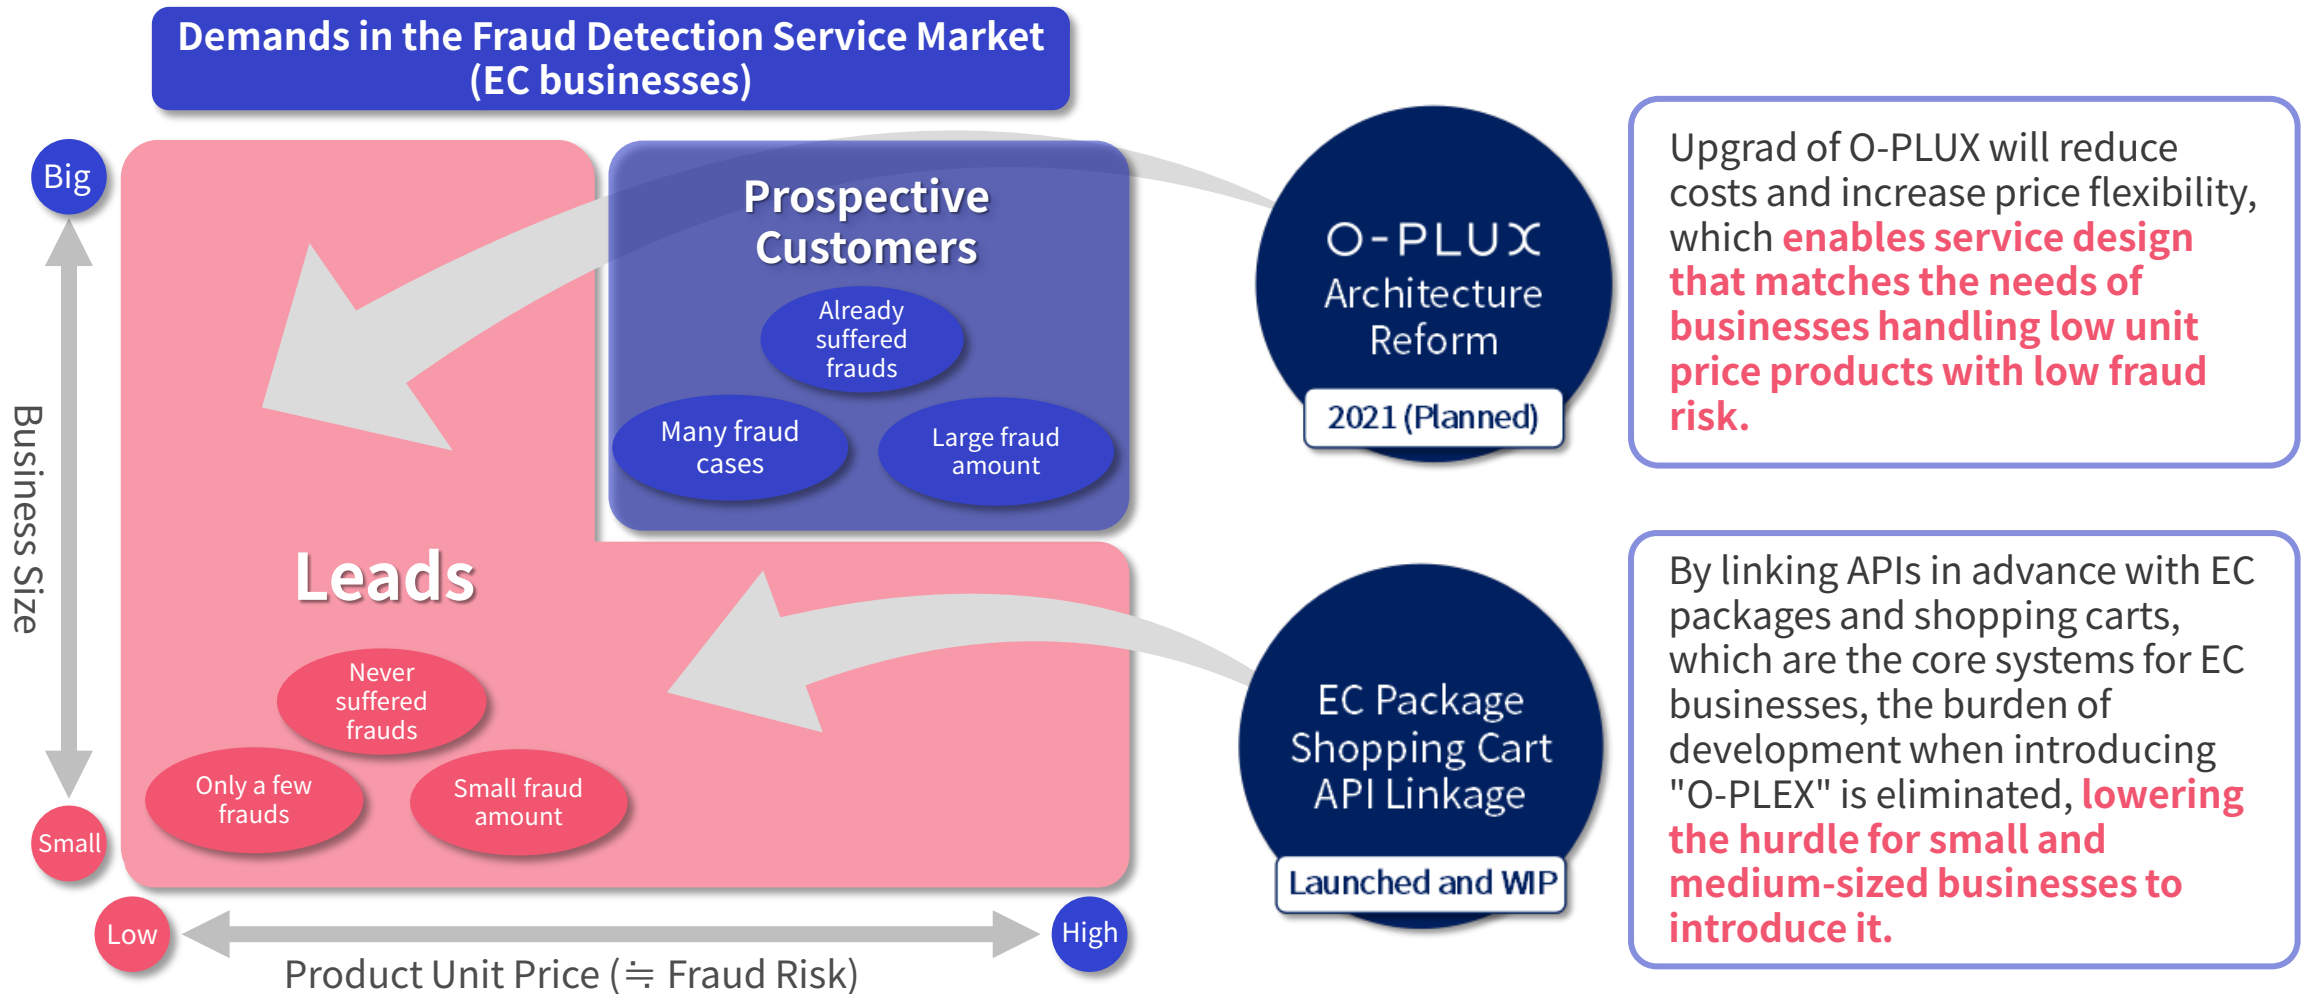 Demands in the Fraud Detection Service Market
(EC businesses)
Big
Business Size
Small
Prospective
Customers
Already
suffered
frauds
Many fraud
cases
Large fraud
amount
Leads
Never
suffered
frauds
Only a few
frauds
Small fraud
amount
Low
High
Product Unit Price (≒ Fraud Risk)
O-PLUX
Architecture
Reform
2021 (Planned)
Upgrad of O-PLUX will reduce
costs and increase price flexibility,
which enables service design
that matches the needs of
businesses handling low unit
price products with low fraud
risk.
EC Package
Shopping Cart
API Linkage
Launched and WIP
By linking APIs in advance with EC
packages and shopping carts,
which are the core systems for EC
businesses, the burden of
development when introducing
"O-PLEX" is eliminated, lowering
the hurdle for small and
medium-sized businesses to
introduce it.